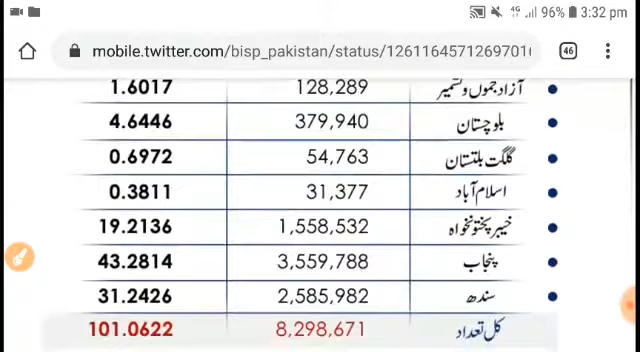 4G 96% 3:32 pm
mobile.twitter.com/bisp_pakistan/status/126116457126970 46
آزاد جموں و کشمیر 128,289 1.6017
بلوچستان 379,940 4.6446
گلگت بلتستان 54,763 0.6972
اسلام آباد 31,377 0.3811
خیبر پختونخواہ 1,558,532 19.2136
پنجاب 3,559,788 43.2814
سندھ 2,585,982 31.2426
کل تعداد 8,298,671 101.0622